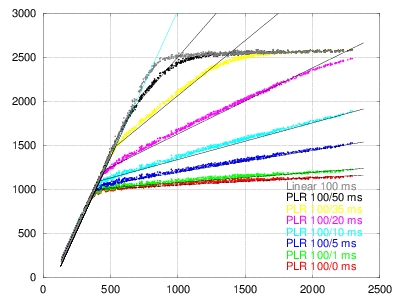 3000
2500
2000
1500
1000
500
0
0
500
1000
1500
2000
2500
Linear 100 ms
PLR 100/50 ms
PLR 100/35 ms
PLR 100/20 ms
PLR 100/10 ms
PLR 100/5 ms
PLR 100/1 ms
PLR 100/0 ms